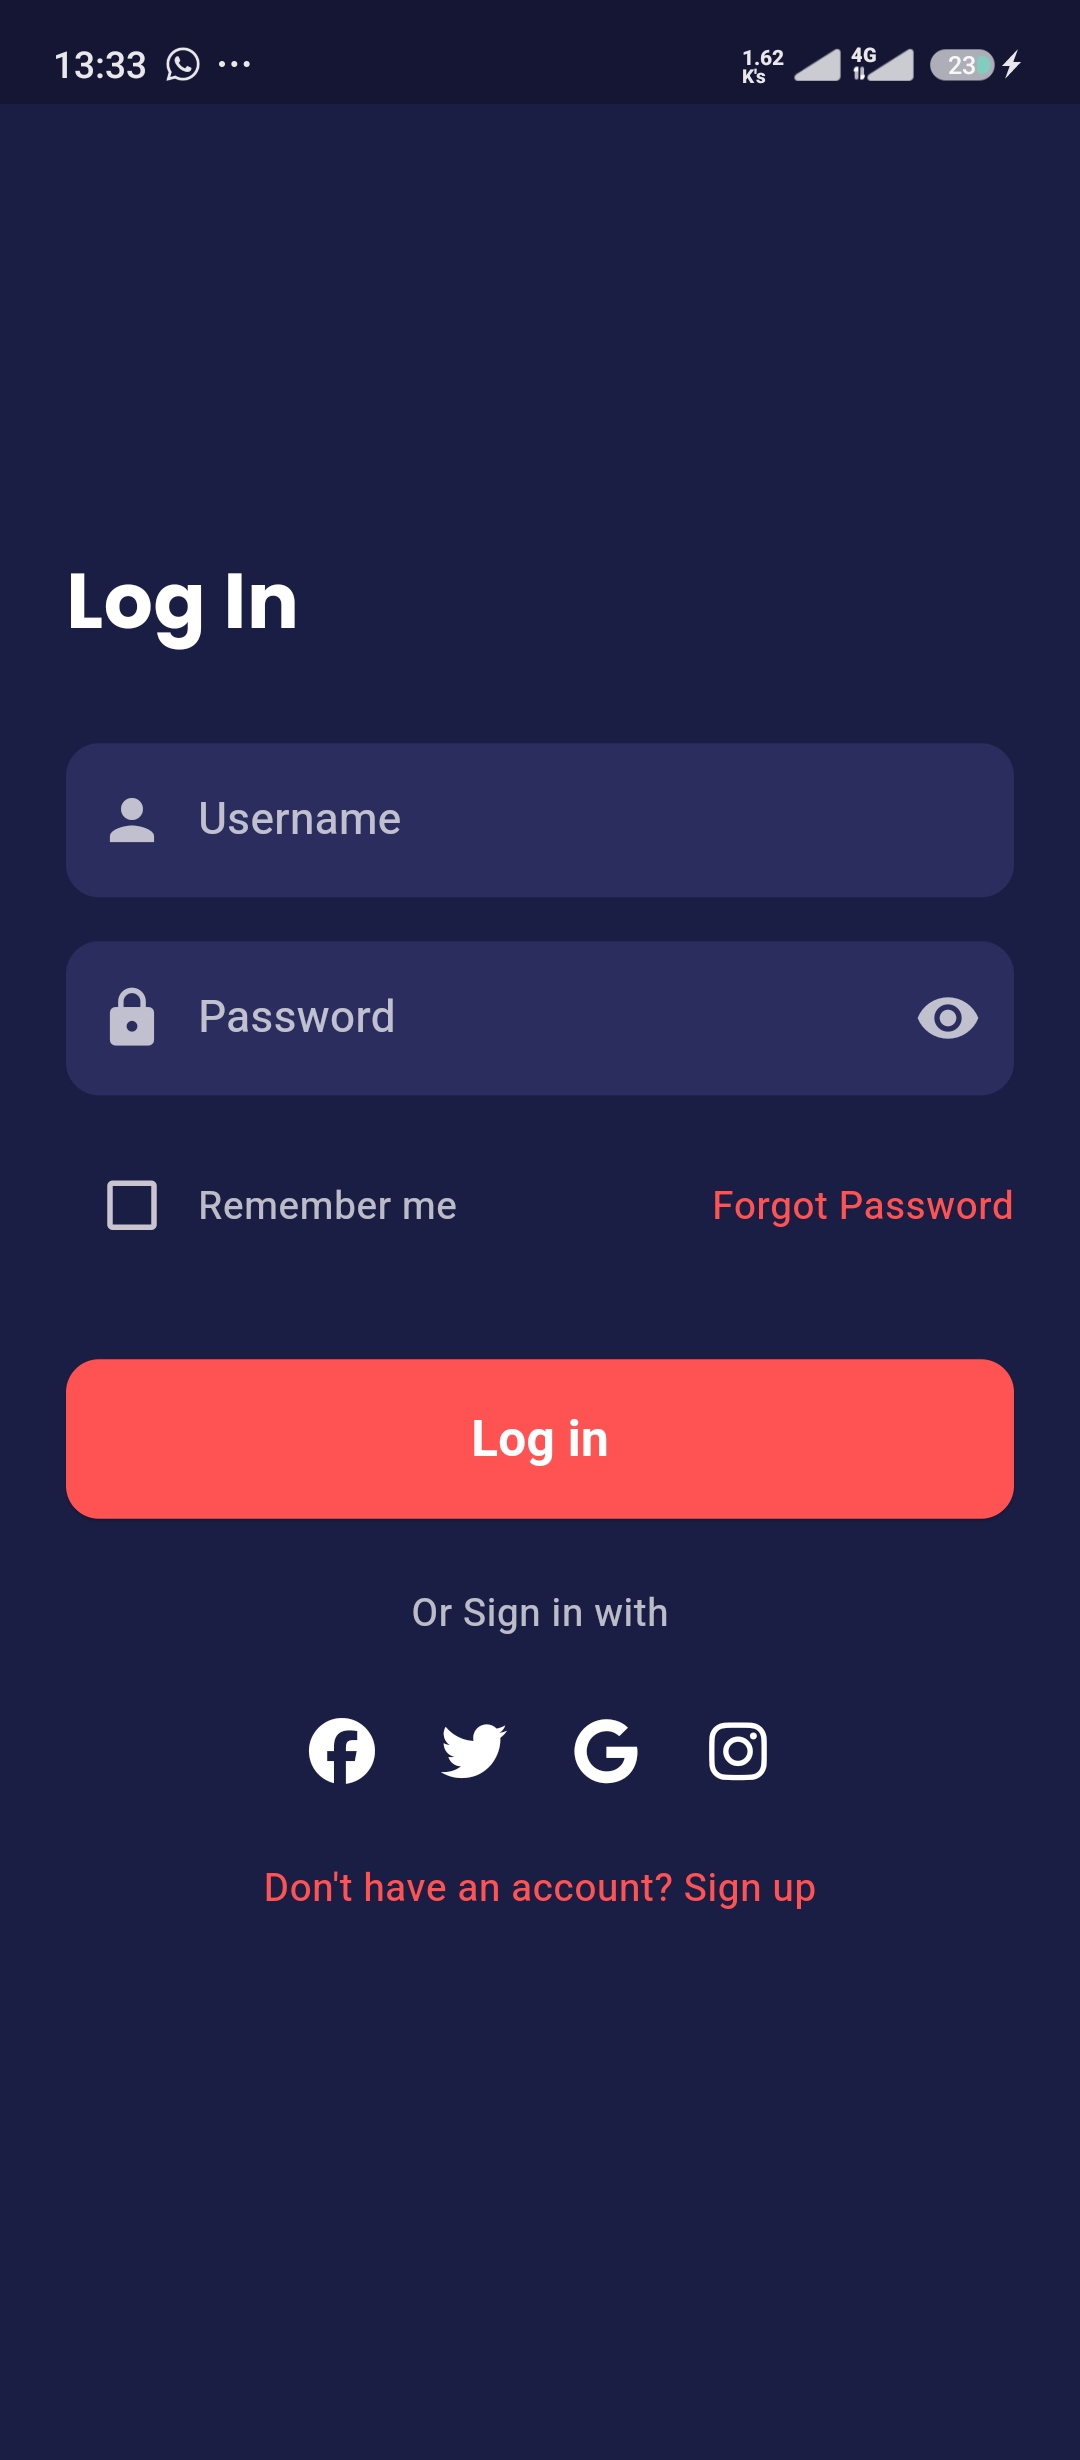 13:33
1.62
K's
4G
23
Log In
Username
Password
Remember me Forgot Password
Log in
Or Sign in with
Don't have an account? Sign up